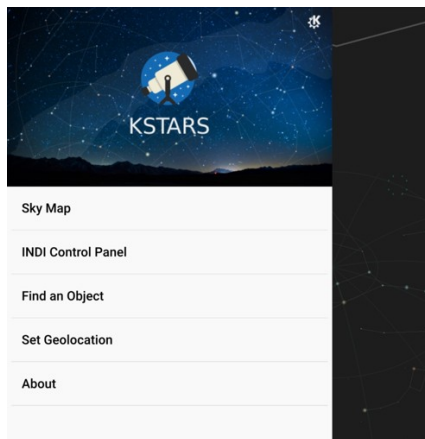 KSTARS
Sky Map
INDI Control Panel
Find an Object
Set Geolocation
About